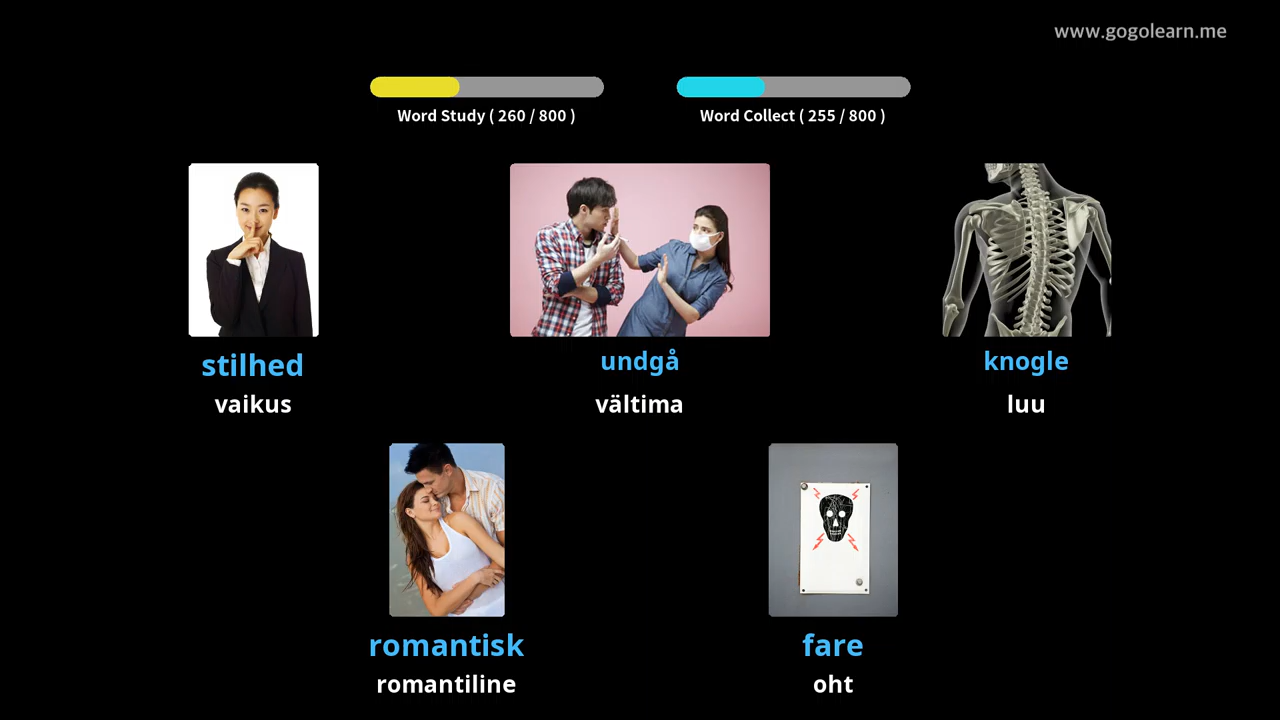 www.gogolearn.me
Word Study ( 260 / 800 )
Word Collect ( 255 / 800 )
stilhed
vaikus
undgå
vältima
knogle
luu
romantisk
romantiline
fare
oht